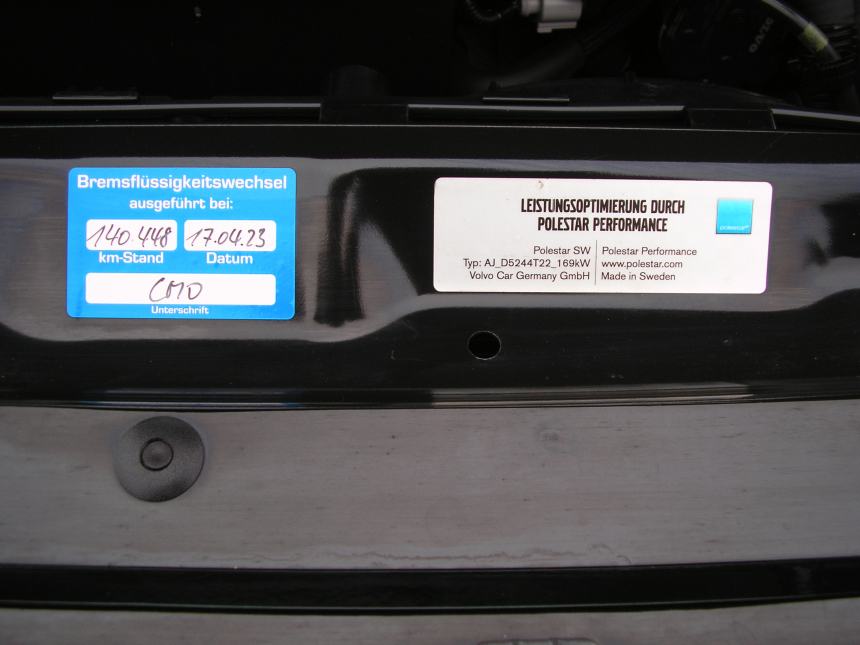 Bremsflüssigkeitswechsel
ausgeführt bei:
140.448 17.04.23
km-Stand Datum
CMD
Unterschrift
LEISTUNGSOPTIMIERUNG DURCH
POLESTAR PERFORMANCE
polestar
Polestar SW
Typ: AJ_D5244T22_169kW
Volvo Car Germany GmbH
Polestar Performance
www.polestar.com
Made in Sweden